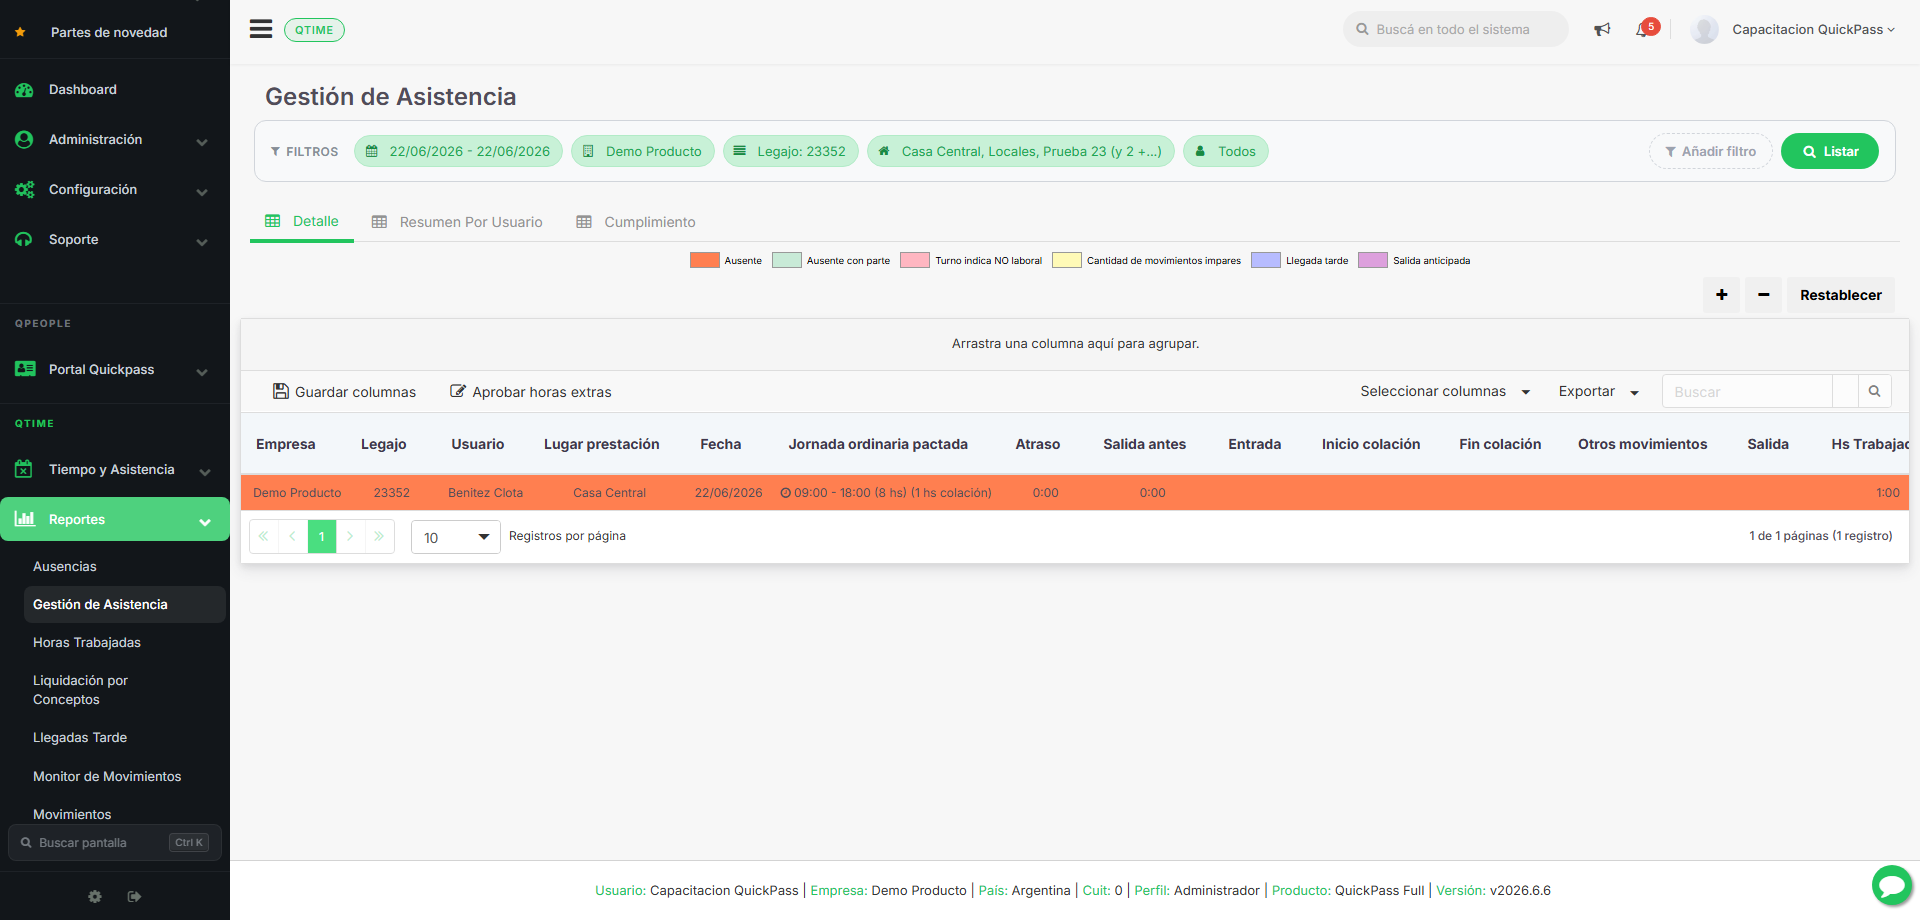 Partes de novedad
Dashboard
Administración
Configuración
Soporte
QPEOPLE
Portal Quickpass
QTIME
Tiempo y Asistencia
Reportes
Ausencias
Gestión de Asistencia
Horas Trabajadas
Liquidación por
Conceptos
Llegadas Tarde
Monitor de Movimientos
Movimientos
Buscar pantalla Ctrl K
QTIME
Buscá en todo el sistema
5
Capacitacion QuickPass
Gestión de Asistencia
FILTROS 22/06/2026 - 22/06/2026 Demo Producto Legajo: 23352 Casa Central, Locales, Prueba 23 (y 2 +...) Todos Añadir filtro Listar
Detalle Resumen Por Usuario Cumplimiento
Ausente Ausente con parte Turno indica NO laboral Cantidad de movimientos impares Llegada tarde Salida anticipada
+ − Restablecer
Arrastra una columna aquí para agrupar.
Guardar columnas Aprobar horas extras Seleccionar columnas Exportar Buscar
Empresa Legajo Usuario Lugar prestación Fecha Jornada ordinaria pactada Atraso Salida antes Entrada Inicio colación Fin colación Otros movimientos Salida Hs Trabajad
Demo Producto 23352 Benitez Clota Casa Central 22/06/2026 09:00 - 18:00 (8 hs) (1 hs colación) 0:00 0:00 1:00
« ‹ 1 › » 10 Registros por página 1 de 1 páginas (1 registro)
Usuario: Capacitacion QuickPass | Empresa: Demo Producto | País: Argentina | Cuit: 0 | Perfil: Administrador | Producto: QuickPass Full | Versión: v2026.6.6